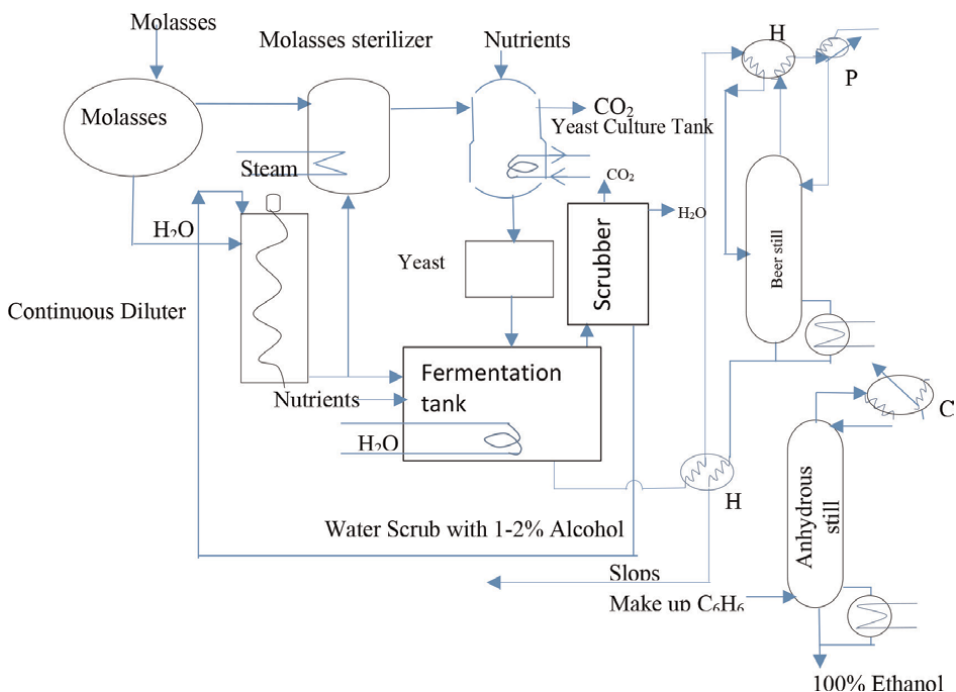 Molasses
Molasses sterilizer
Nutrients
H
P
Molasses
CO₂
Yeast Culture Tank
Steam
CO₂
H₂O
H₂O
Scrubber
Beer still
Yeast
Continuous Diluter
Fermentation
tank
Nutrients
H₂O
C
H
Water Scrub with 1-2% Alcohol
Anhydrous
still
Slops
Make up C₆H₆
100% Ethanol